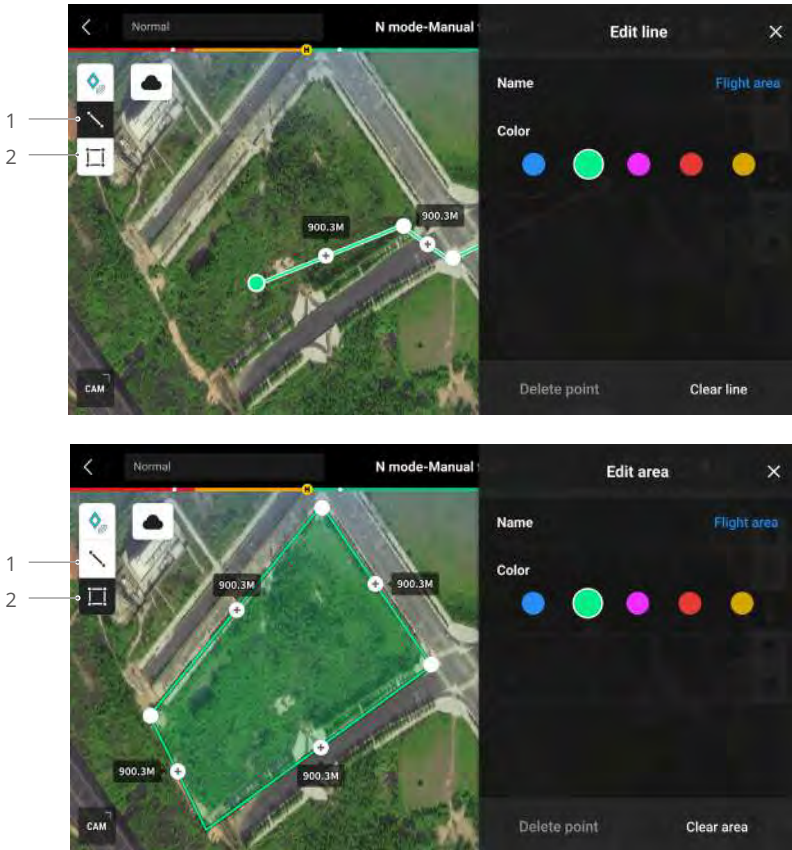 Normal
N mode-Manual
Edit line
Name
Flight area
Color
1
2
900.3M
900.3M
CAM
Delete point
Clear line
Normal
N mode-Manual
Edit area
Name
Flight area
Color
1
2
900.3M
900.3M
900.3M
900.3M
CAM
Delete point
Clear area